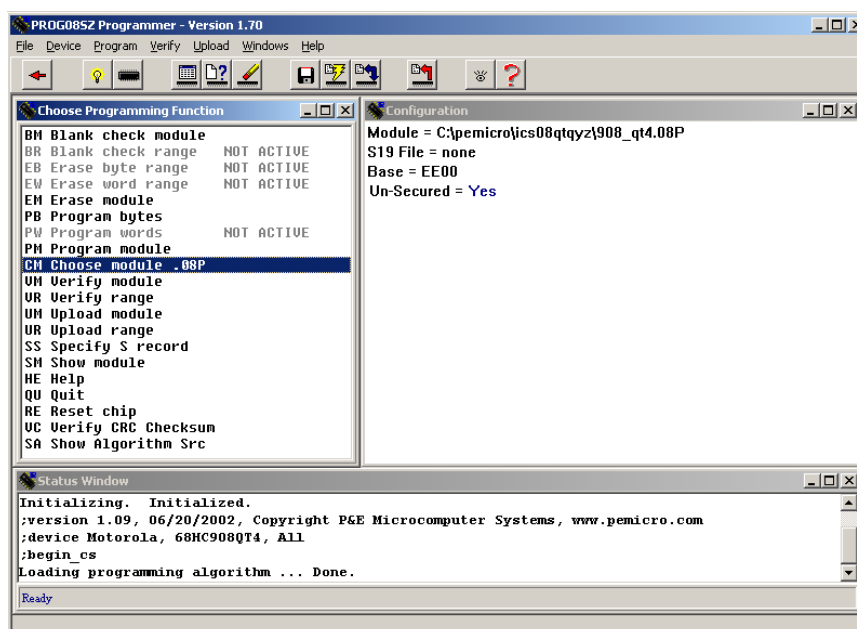 PROG08SZ Programmer - Version 1.70
File Device Program Verify Upload Windows Help
Choose Programming Function
BM Blank check module
BR Blank check range NOT ACTIVE
EB Erase byte range NOT ACTIVE
EW Erase word range NOT ACTIVE
EM Erase module
PB Program bytes
PW Program words NOT ACTIVE
PM Program module
CM Choose module .08P
VM Verify module
VR Verify range
UM Upload module
UR Upload range
SS Specify S record
SM Show module
HE Help
QU Quit
RE Reset chip
VC Verify CRC Checksum
SA Show Algorithm Src
Configuration
Module = C:\pemicro\ics08qtqyz\908_qt4.08P
S19 File = none
Base = EE00
Un-Secured = Yes
Status Window
Initializing. Initialized.
;version 1.09, 06/20/2002, Copyright P&E Microcomputer Systems, www.pemicro.com
;device Motorola, 68HC908QT4, All
;begin_cs
Loading programming algorithm ... Done.
Ready